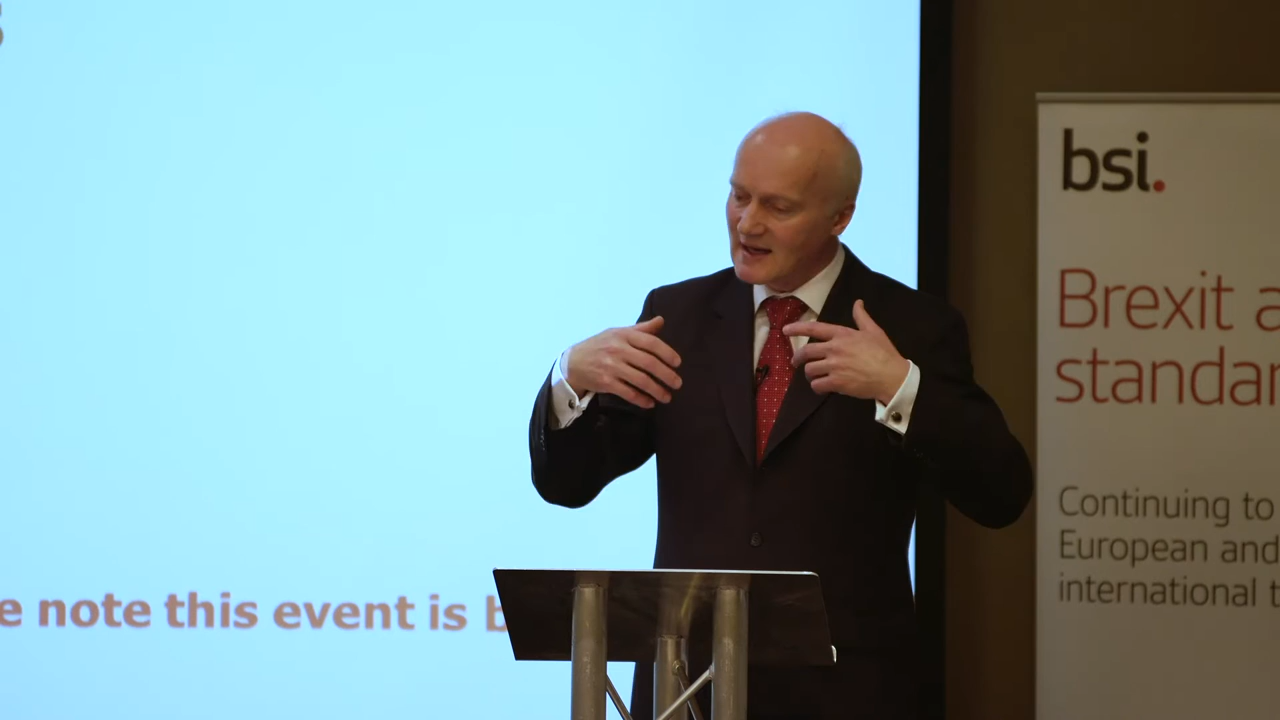 e note this event is b
bsi.
Brexit a
standar
Continuing to
European and
international t